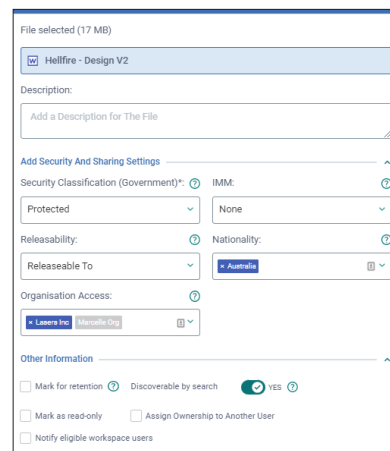 File selected (17 MB)
Hellfire - Design V2
Description:
Add a Description for The File
Add Security And Sharing Settings
Security Classification (Government)*: IMM:
Protected None
Releasability: Nationality:
Releaseable To × Australia
Organisation Access:
× Lasera Inc Marcelle Org
Other Information
Mark for retention Discoverable by search YES
Mark as read-only Assign Ownership to Another User
Notify eligible workspace users